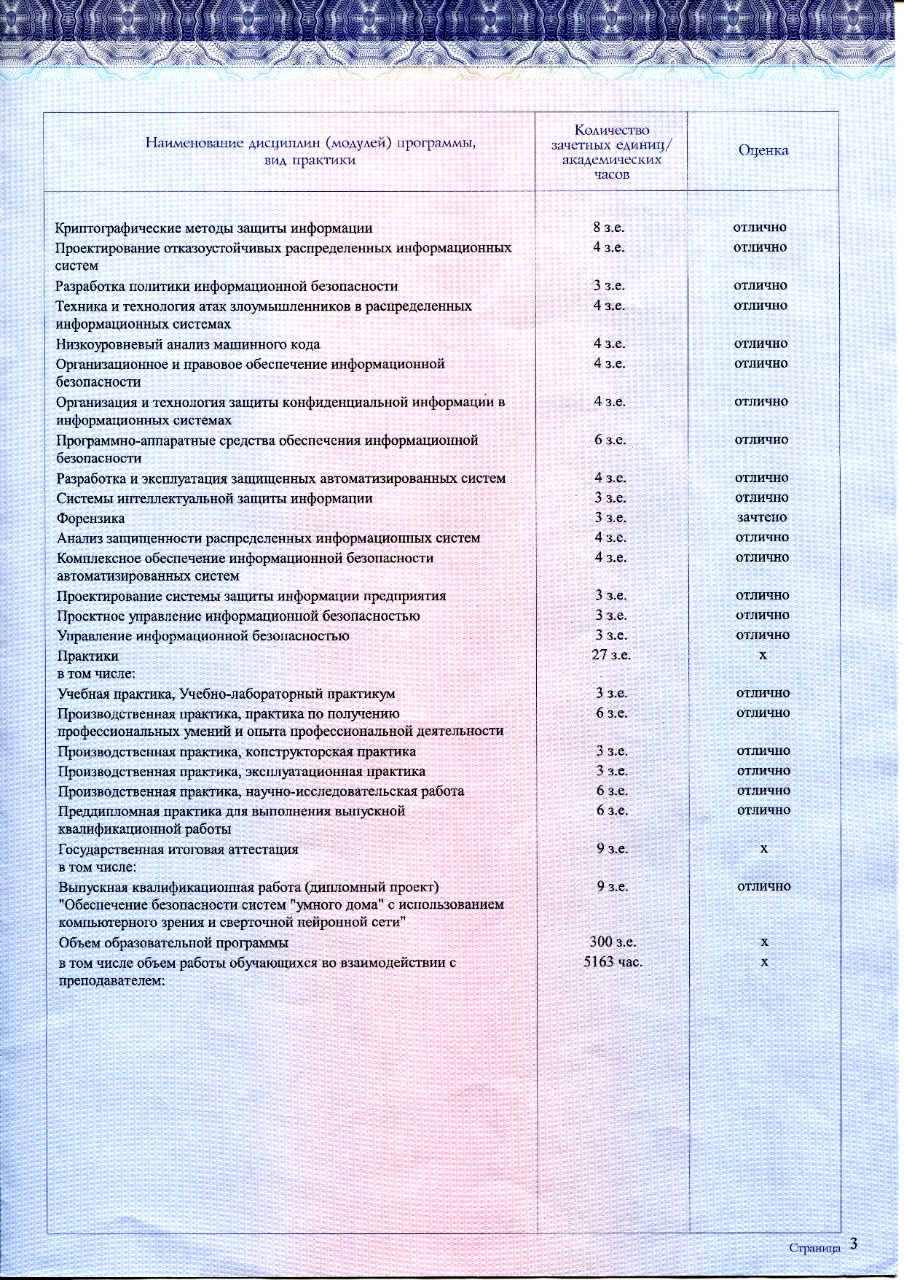 Наименование дисциплин (модулей) программы,
вид практики
Количество
зачетных единиц/
академических
часов
Оценка
Криптографические методы защиты информации 8 з.е. отлично
Проектирование отказоустойчивых распределенных информационных 4 з.е. отлично
систем
Разработка политики информационной безопасности 3 з.е. отлично
Техника и технология атак злоумышленников в распределенных 4 з.е. отлично
информационных системах
Низкоуровневый анализ машинного кода 4 з.е. отлично
Организационное и правовое обеспечение информационной 4 з.е. отлично
безопасности
Организация и технология защиты конфиденциальной информации в 4 з.е. отлично
информационных системах
Программно-аппаратные средства обеспечения информационной 6 з.е. отлично
безопасности
Разработка и эксплуатация защищенных автоматизированных систем 4 з.е. отлично
Системы интеллектуальной защиты информации 3 з.е. отлично
Форензика 3 з.е. зачтено
Анализ защищенности распределенных информационных систем 4 з.е. отлично
Комплексное обеспечение информационной безопасности 4 з.е. отлично
автоматизированных систем
Проектирование системы защиты информации предприятия 3 з.е. отлично
Проектное управление информационной безопасностью 3 з.е. отлично
Управление информационной безопасностью 3 з.е. отлично
Практики 27 з.е. х
в том числе:
Учебная практика, Учебно-лабораторный практикум 3 з.е. отлично
Производственная практика, практика по получению 6 з.е. отлично
профессиональных умений и опыта профессиональной деятельности
Производственная практика, конструкторская практика 3 з.е. отлично
Производственная практика, эксплуатационная практика 3 з.е. отлично
Производственная практика, научно-исследовательская работа 6 з.е. отлично
Преддипломная практика для выполнения выпускной 6 з.е. отлично
квалификационной работы
Государственная итоговая аттестация 9 з.е. х
в том числе:
Выпускная квалификационная работа (дипломный проект) 9 з.е. отлично
"Обеспечение безопасности систем "умного дома" с использованием
компьютерного зрения и сверточной нейронной сети"
Объем образовательной программы 300 з.е. х
в том числе объем работы обучающихся во взаимодействии с 5163 час. х
преподавателем:
Страница 3